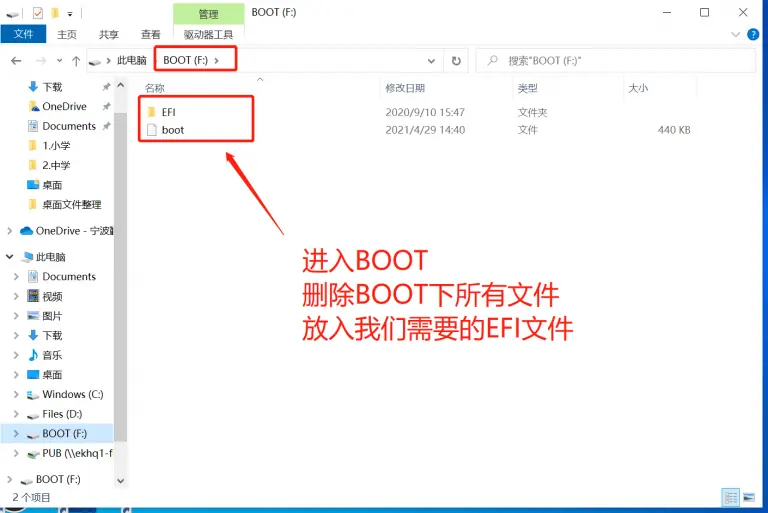 管理
BOOT (F:)
文件
主页
共享
查看
驱动器工具
此电脑
BOOT (F:)
搜索"BOOT (F:)"
名称
修改日期
类型
大小
EFI
2020/9/10 15:47
文件夹
boot
2021/4/29 14:40
文件
440 KB
下载
OneDrive
Documents
1.小学
2.中学
桌面
桌面文件整理
OneDrive - 宁波
此电脑
Documents
视频
图片
下载
音乐
桌面
Windows (C:)
Files (D:)
BOOT (F:)
PUB (\\ekhq1-f
BOOT (F:)
2 个项目
进入BOOT
删除BOOT下所有文件
放入我们需要的EFI文件